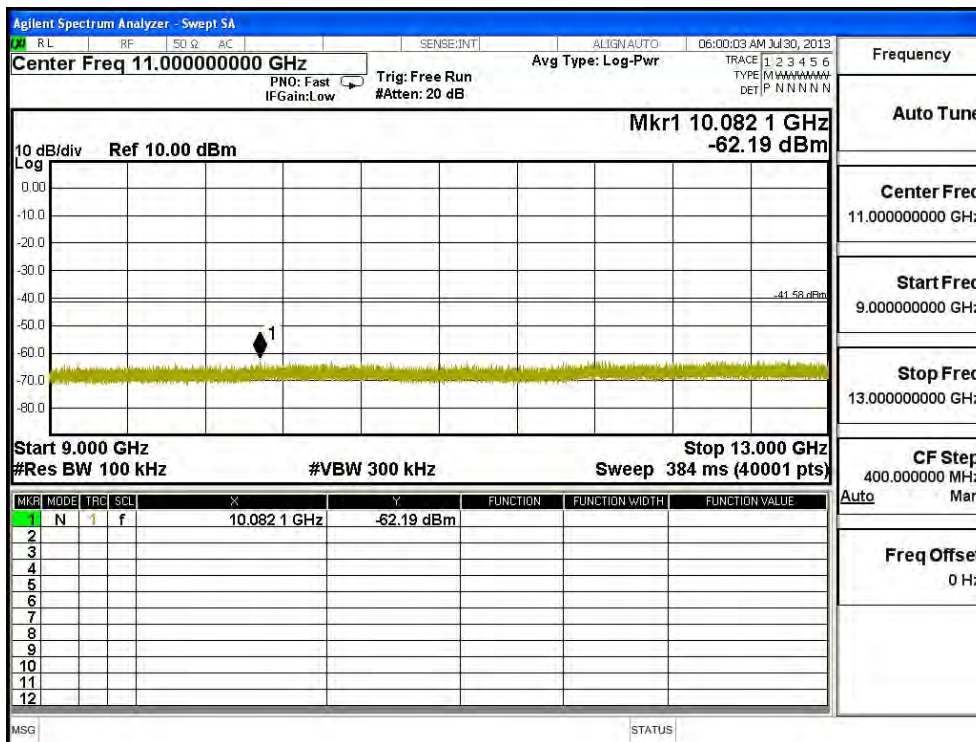 Agilent Spectrum Analyzer - Swept SA
RL RF 50 Ω AC SENSE:INT ALIGNAUTO 06:00:03 AM Jul 30, 2013
Center Freq 11.000000000 GHz Avg Type: Log-Pwr TRACE 1 2 3 4 5 6
PNO: Fast Trig: Free Run TYPE M
IFGain:Low #Atten: 20 dB DET P N N N N N
Mkr1 10.082 1 GHz
10 dB/div Ref 10.00 dBm -62.19 dBm
Log
0.00
-10.0
-20.0
-30.0
-40.0 -41.58 dBm
-50.0
1
-60.0
-70.0
-80.0
Start 9.000 GHz Stop 13.000 GHz
#Res BW 100 kHz #VBW 300 kHz Sweep 384 ms (40001 pts)
MKR MODE TRC SCL X Y FUNCTION FUNCTION WIDTH FUNCTION VALUE
1 N 1 f 10.082 1 GHz -62.19 dBm
2
3
4
5
6
7
8
9
10
11
12
MSG STATUS
Frequency
Auto Tune
Center Freq
11.000000000 GHz
Start Freq
9.000000000 GHz
Stop Freq
13.000000000 GHz
CF Step
400.000000 MHz
Auto Man
Freq Offset
0 Hz